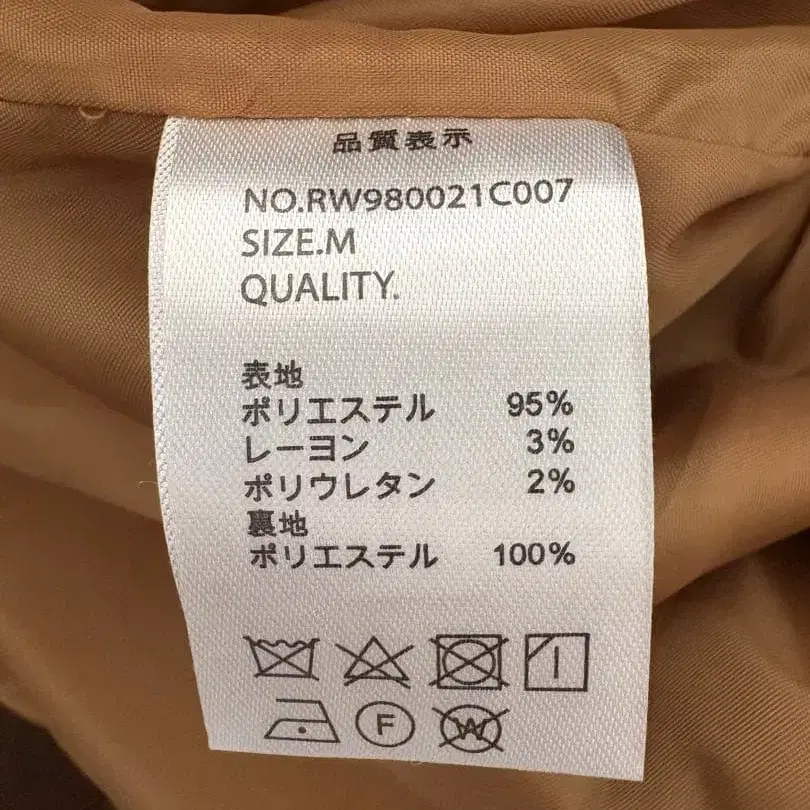 品質表示
NO.RW980021C007
SIZE.M
QUALITY.
表地
ポリエステル 95%
レーヨン 3%
ポリウレタン 2%
裏地
ポリエステル 100%
F W